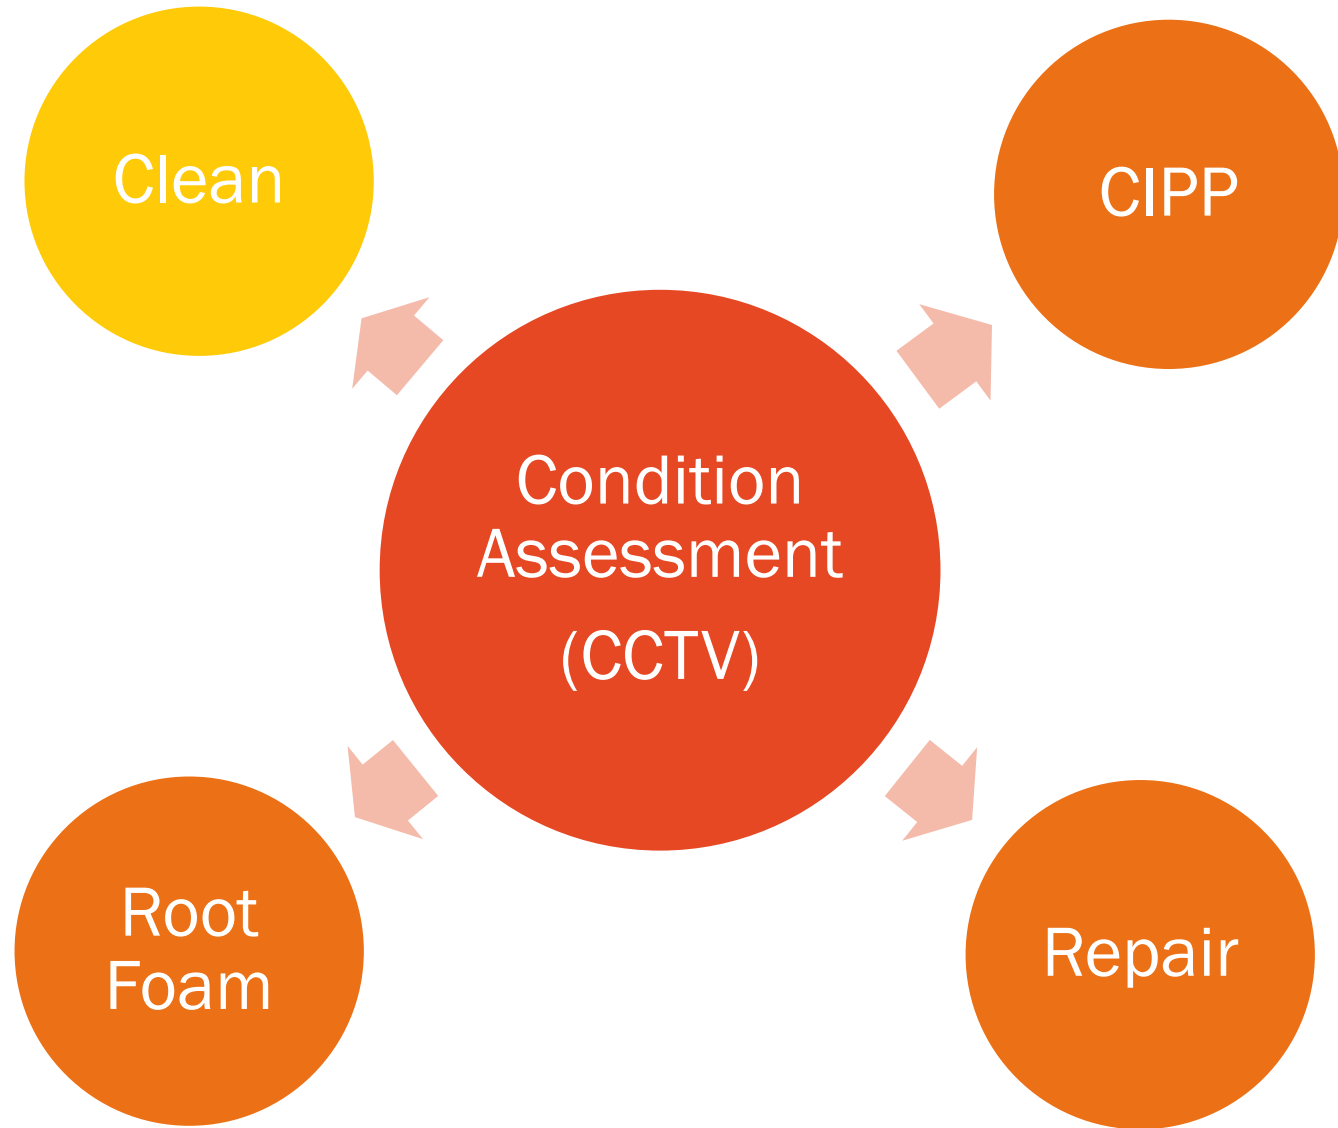 Clean
CIPP
Condition
Assessment
(CCTV)
Root
Foam
Repair